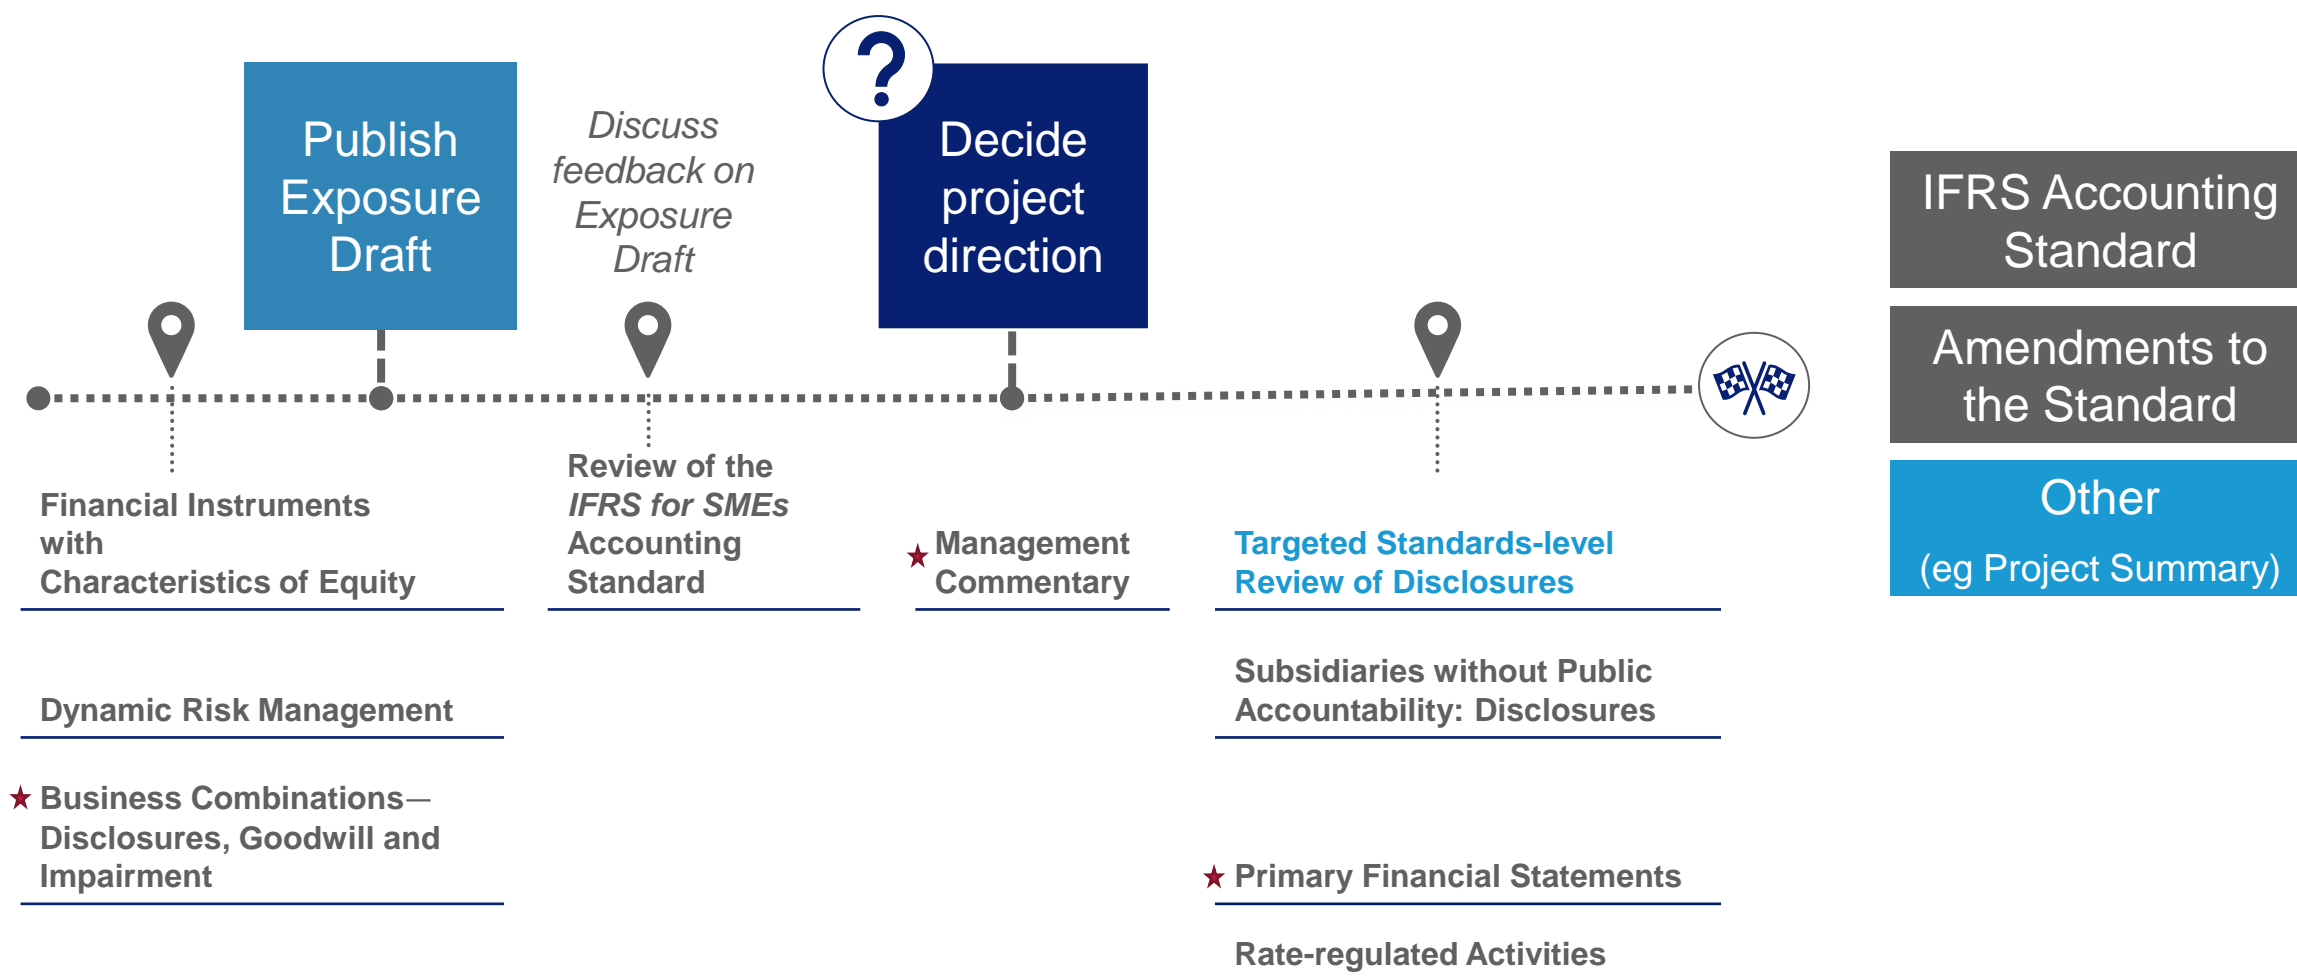 Publish
Exposure
Draft
Discuss
feedback on
Exposure
Draft
?
Decide
project
direction
IFRS Accounting
Standard
Amendments to
the Standard
Other
(eg Project Summary)
Financial Instruments
with
Characteristics of Equity
Dynamic Risk Management
Business Combinations—
Disclosures, Goodwill and
Impairment
Review of the
IFRS for SMEs
Accounting
Standard
Management
Commentary
Targeted Standards-level
Review of Disclosures
Subsidiaries without Public
Accountability: Disclosures
Primary Financial Statements
Rate-regulated Activities